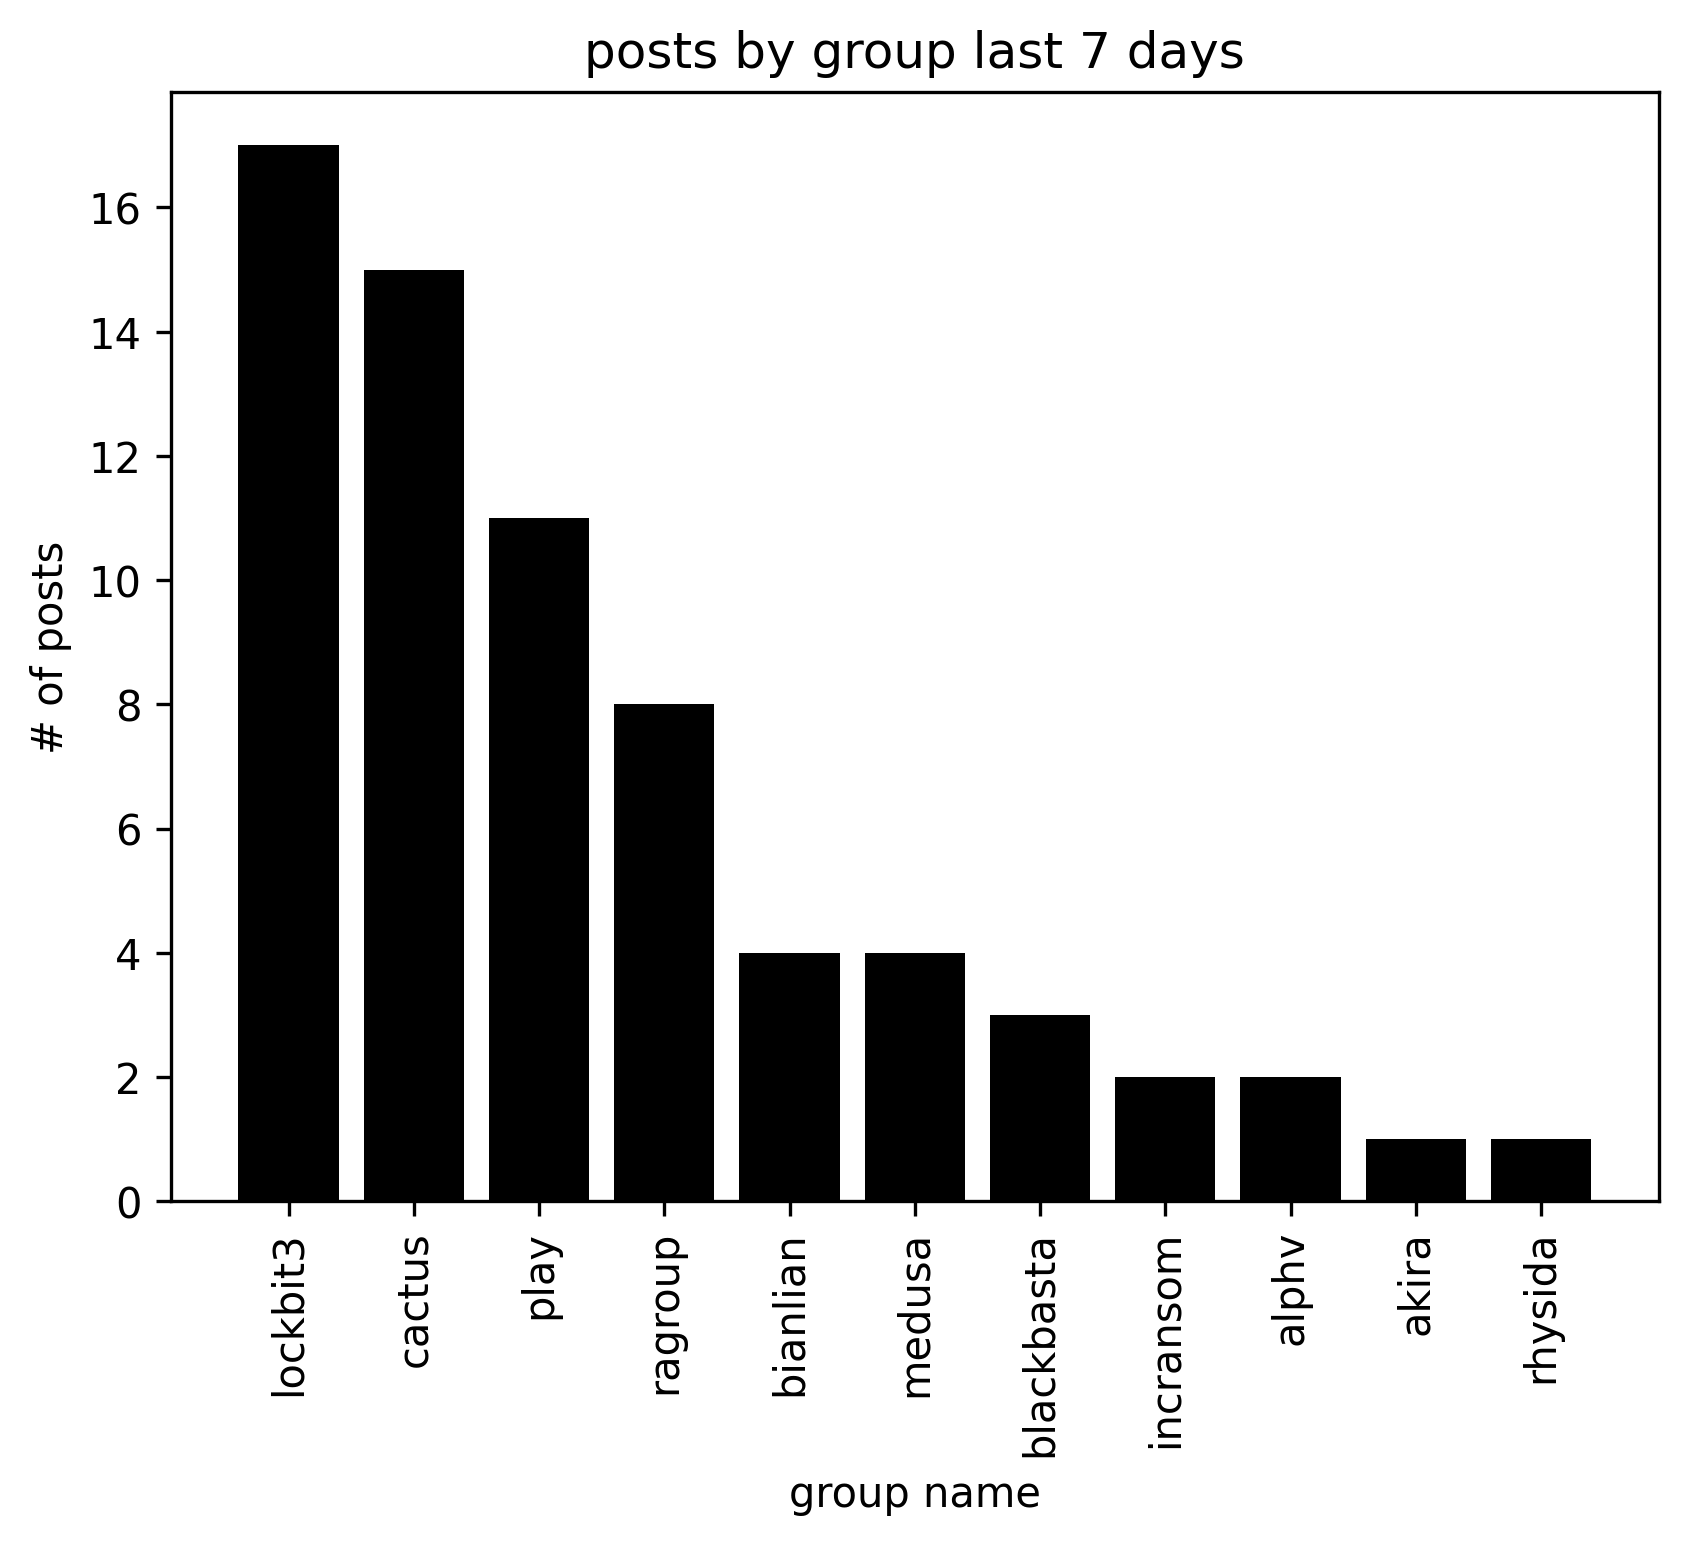 posts by group last 7 days
# of posts
16
14
12
10
8
6
4
2
0
lockbit3
cactus
play
ragroup
bianlian
medusa
blackbasta
incransom
alphv
akira
rhysida
group name